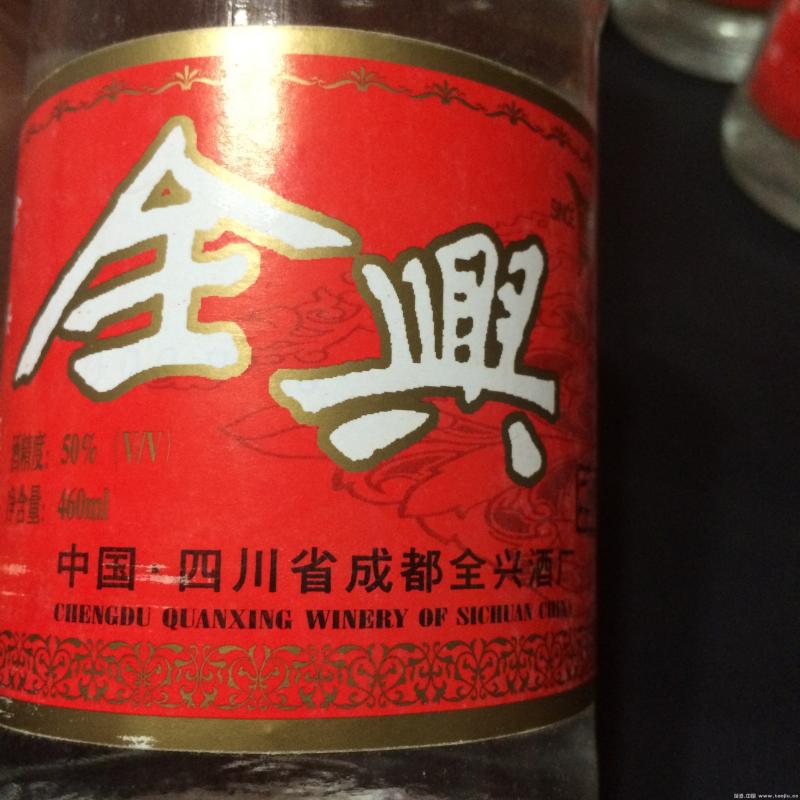 SINCE
全興
酒精度: 50% (V/V)
净含量: 460ml
中国·四川省成都全兴酒厂
CHENGDU QUANXING WINERY OF SICHUAN CHINA